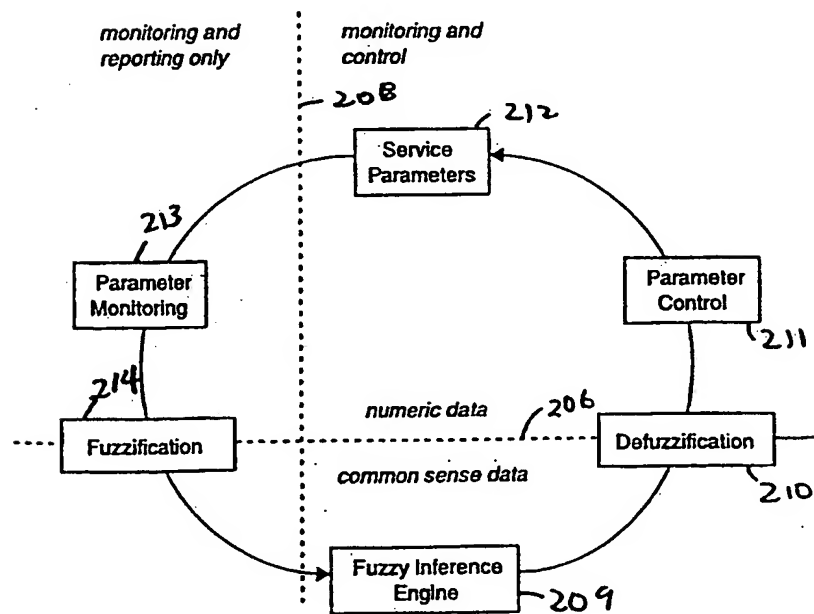 monitoring and
reporting only
monitoring and
control
208
212
Service
Parameters
213
Parameter
Monitoring
Parameter
Control
211
214
numeric data
206
Fuzzification
Defuzzification
common sense data
210
Fuzzy Inference
Engine
209